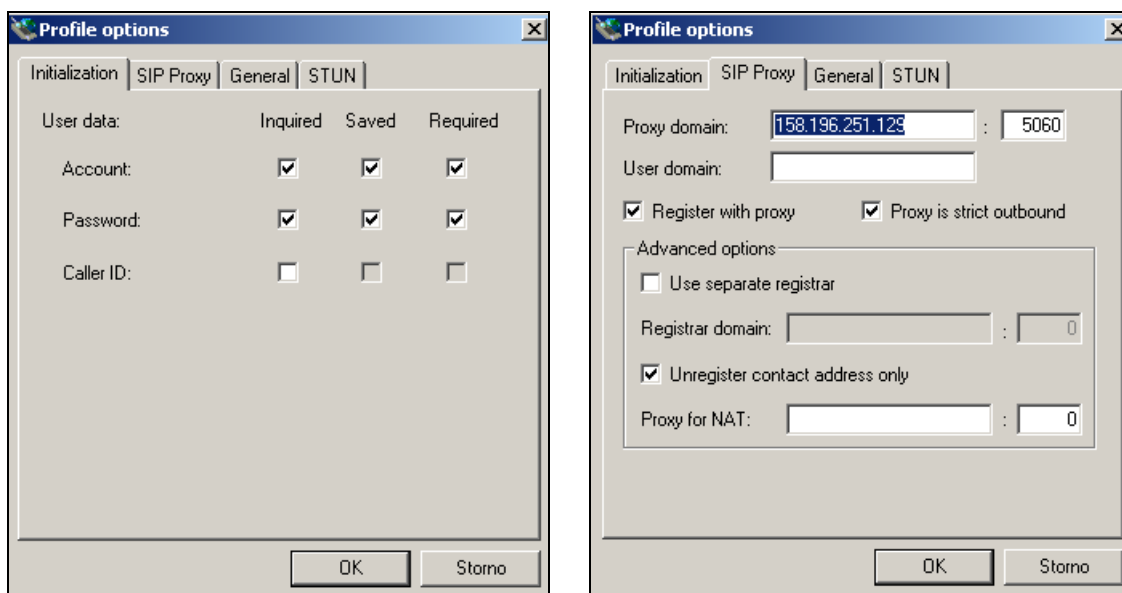 Profile options
Initialization SIP Proxy General STUN
User data: Inquired Saved Required
Account:
Password:
Caller ID:
OK Storno
Profile options
Initialization SIP Proxy General STUN
Proxy domain: 158.196.251.129 : 5060
User domain:
Register with proxy Proxy is strict outbound
Advanced options
Use separate registrar
Registrar domain: : 0
Unregister contact address only
Proxy for NAT: : 0
OK Storno